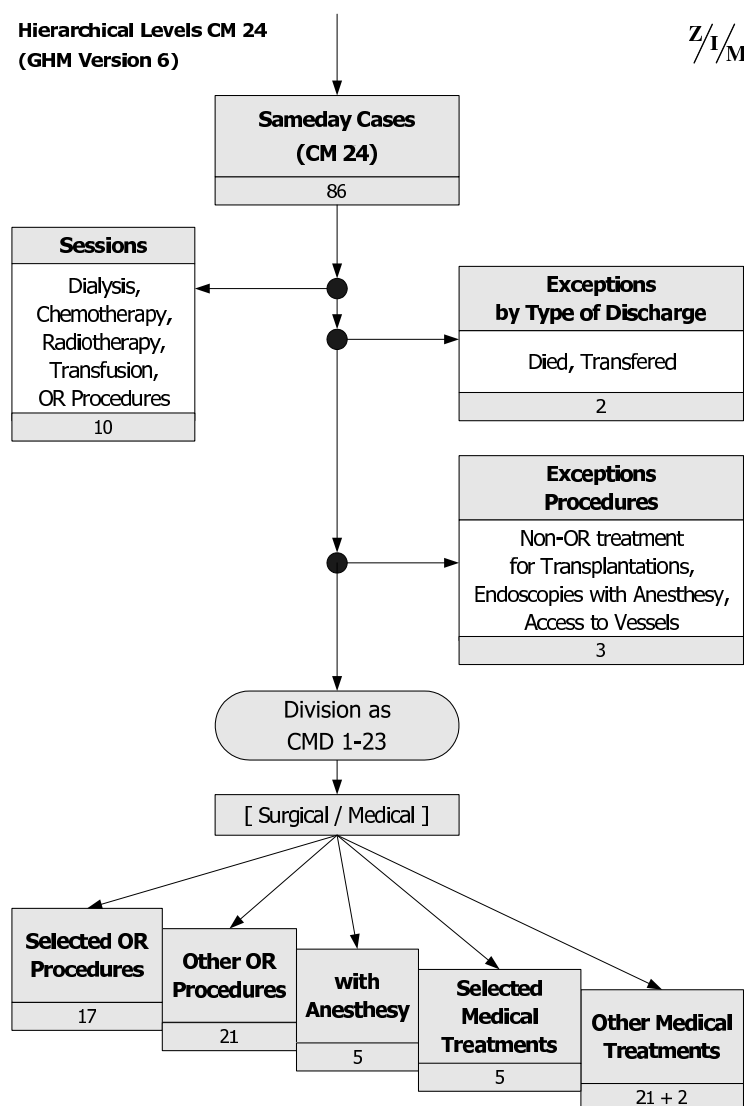 Hierarchical Levels CM 24
(GHM Version 6)
Z/I/M
Sameday Cases
(CM 24)
86
Sessions
Dialysis,
Chemotherapy,
Radiotherapy,
Transfusion,
OR Procedures
10
Exceptions
by Type of Discharge
Died, Transfered
2
Exceptions
Procedures
Non-OR treatment
for Transplantations,
Endoscopies with Anesthesy,
Access to Vessels
3
Division as
CMD 1-23
[ Surgical / Medical ]
Selected OR
Procedures
17
Other OR
Procedures
21
with
Anesthesy
5
Selected
Medical
Treatments
5
Other Medical
Treatments
21 + 2